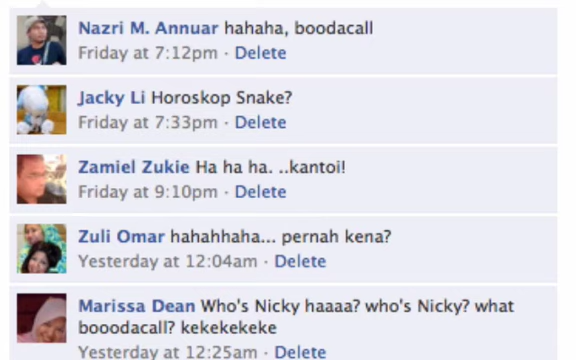 Nazri M. Annuar hahaha, boodacall
Friday at 7:12pm · Delete
Jacky Li Horoskop Snake?
Friday at 7:33pm · Delete
Zamiel Zukie Ha ha ha. ..kantoi!
Friday at 9:10pm · Delete
Zuli Omar hahahhaha... pernah kena?
Yesterday at 12:04am · Delete
Marissa Dean Who's Nicky haaaa? who's Nicky? what
booodacall? kekekekeke
Yesterday at 12:25am · Delete